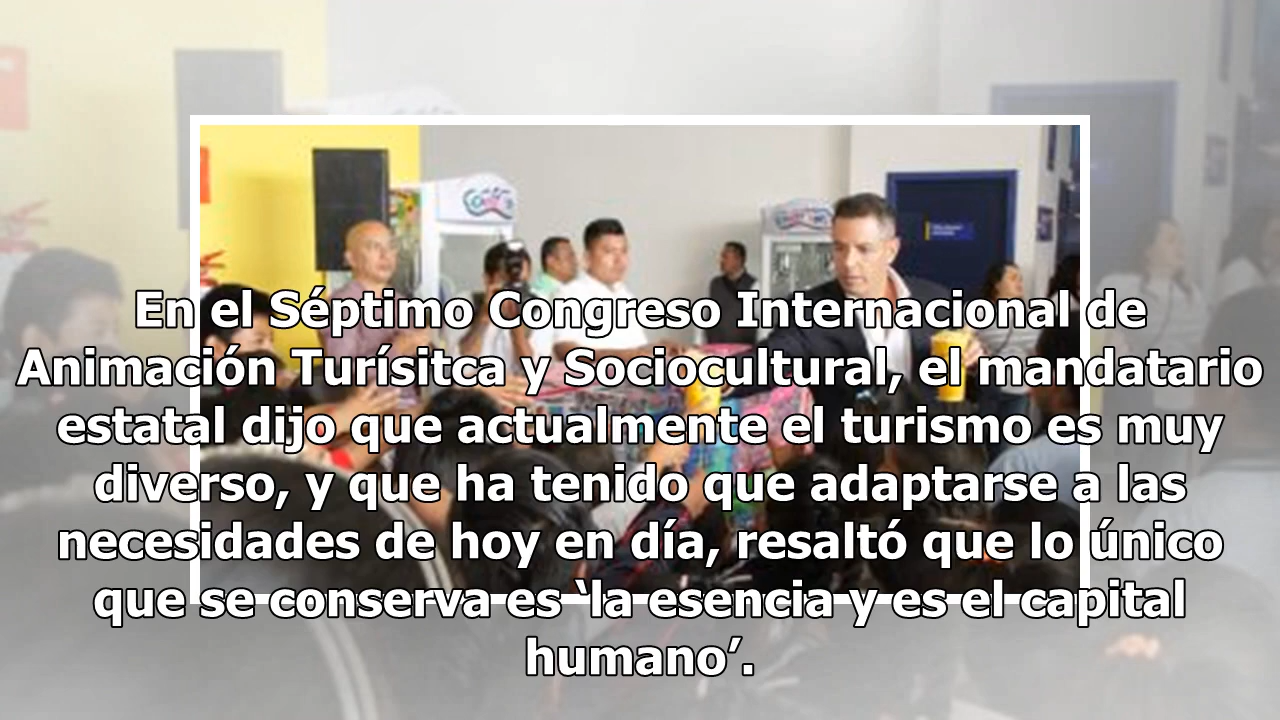 En el Séptimo Congreso Internacional de
Animación Turísitca y Sociocultural, el mandatario
estatal dijo que actualmente el turismo es muy
diverso, y que ha tenido que adaptarse a las
necesidades de hoy en día, resaltó que lo único
que se conserva es ‘la esencia y es el capital
humano’.